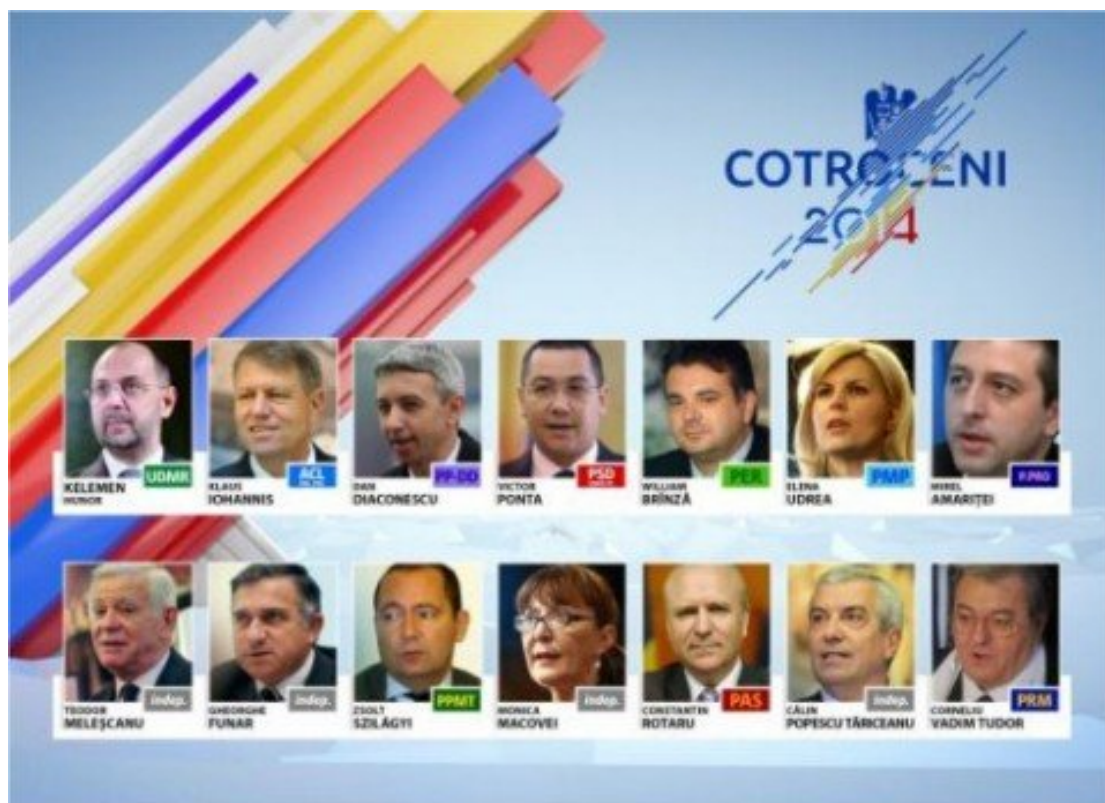 COTROCENI
2014
KELEMEN
HUNOR
UDMR
KLAUS
IOHANNIS
ACL
DAN
DIACONESCU
PP-DD
VICTOR
PONTA
PSD
WILLIAM
BRÎNZĂ
PER
ELENA
UDREA
PMP
MIREL
AMARIȚEI
P.PRO
TEODOR
MELEȘCANU
indep.
GHEORGHE
FUNAR
indep.
ZSOLT
SZILÁGYI
PPMT
MONICA
MACOVEI
indep.
CONSTANTIN
ROTARU
PAS
CĂLIN
POPESCU TĂRICEANU
indep.
CORNELIU
VADIM TUDOR
PRM